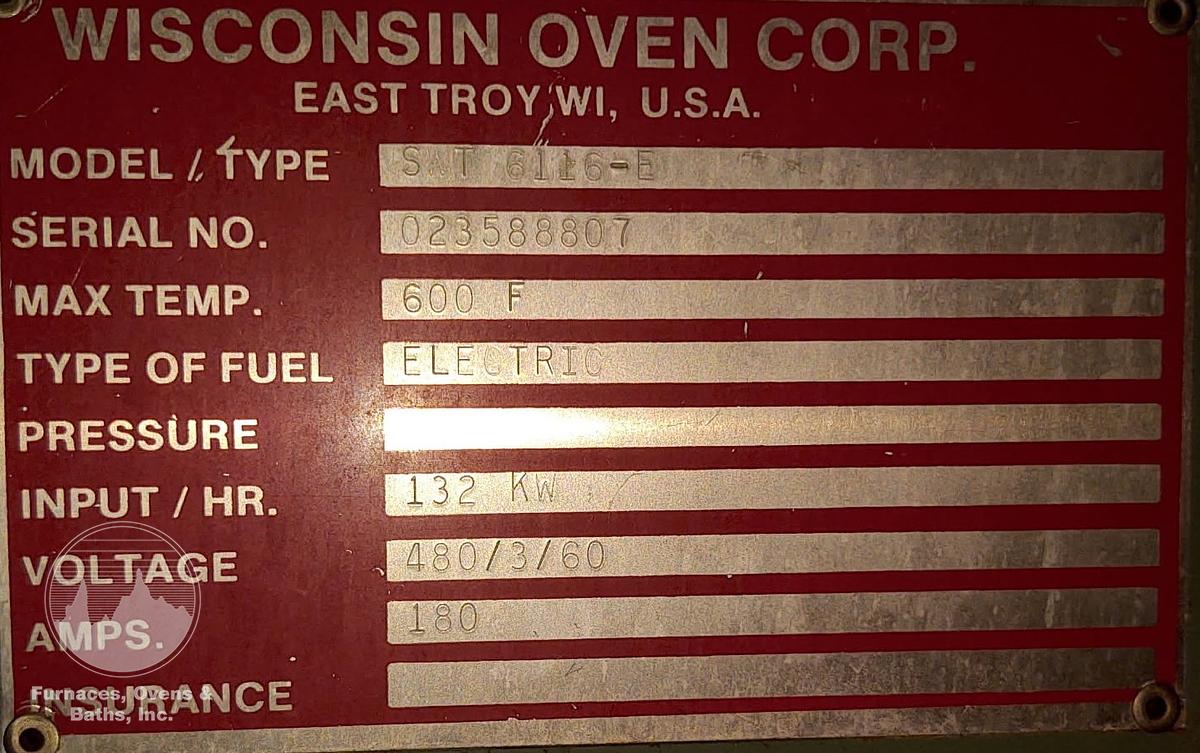 WISCONSIN OVEN CORP.
EAST TROY, WI, U.S.A.
MODEL / TYPE 6116-E
SERIAL NO. 023588807
MAX TEMP. 600 F
TYPE OF FUEL ELECTRIC
PRESSURE
INPUT / HR. 132 KW
VOLTAGE 480/3/60
AMPS. 180
INSURANCE
Furnaces, Ovens &
Baths, Inc.